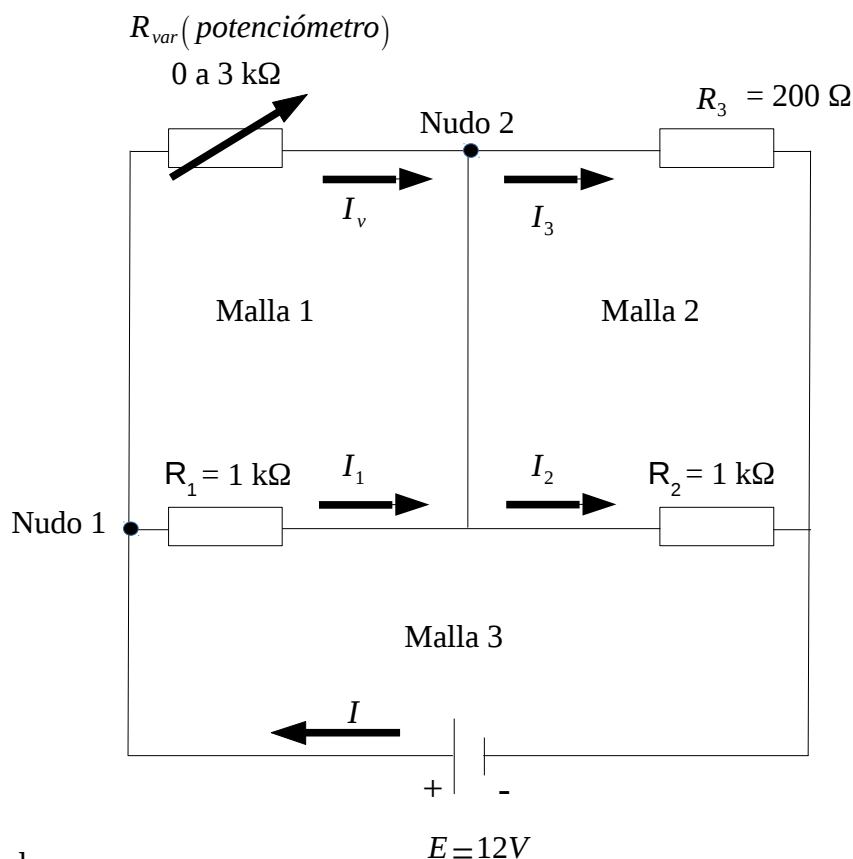 R_var (potenciómetro)
0 a 3 kΩ
R_3 = 200 Ω
Nudo 2
I_v
I_3
Malla 1
Malla 2
R_1 = 1 kΩ
I_1
I_2
R_2 = 1 kΩ
Nudo 1
Malla 3
I
+ -
E=12V